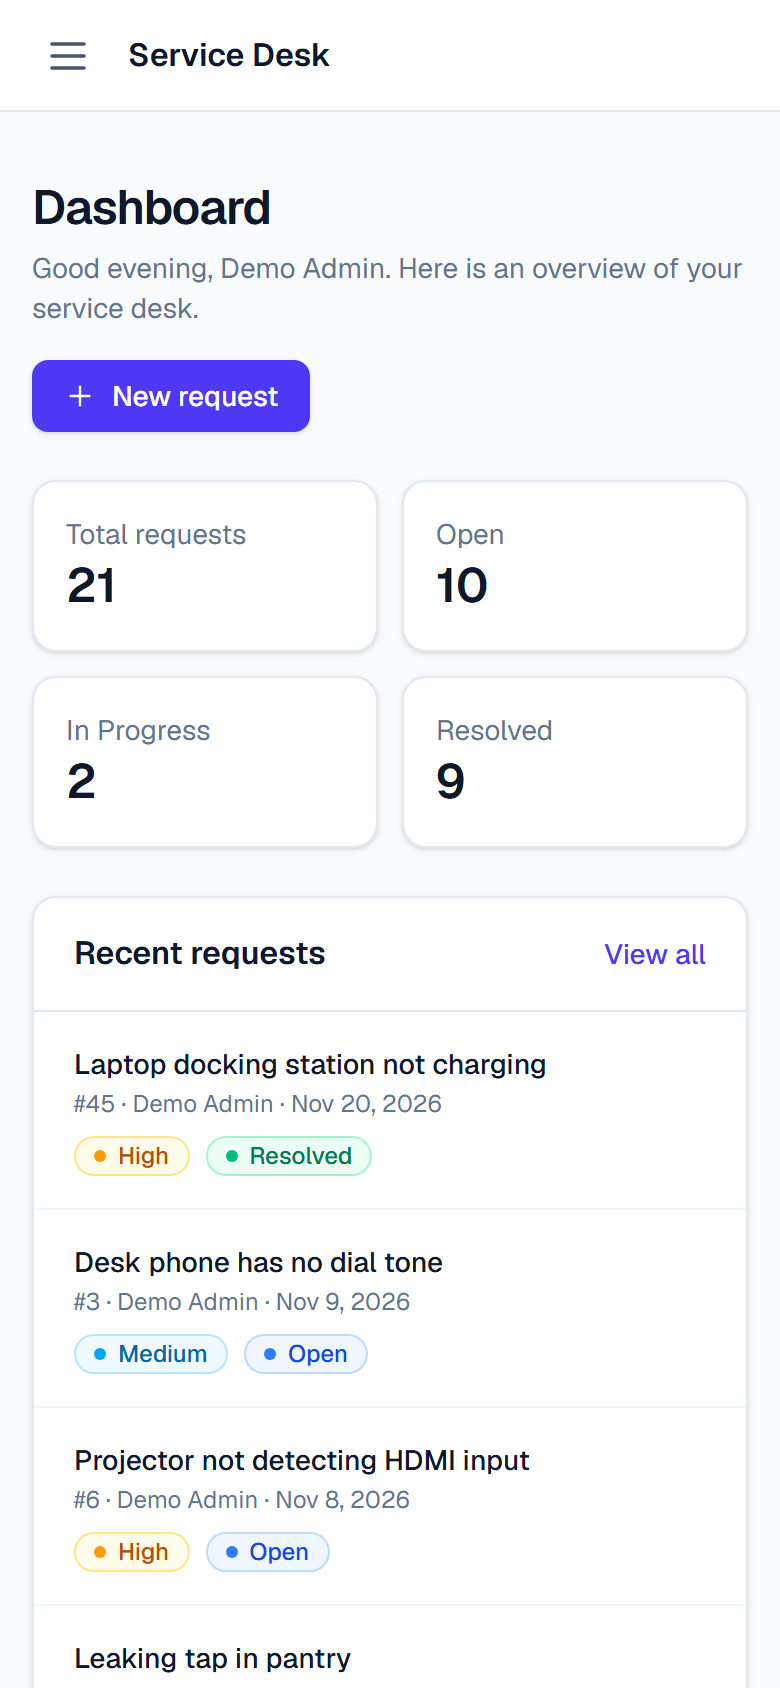 Service Desk
Dashboard
Good evening, Demo Admin. Here is an overview of your
service desk.
+ New request
Total requests
21
Open
10
In Progress
2
Resolved
9
Recent requests
View all
Laptop docking station not charging
#45 · Demo Admin · Nov 20, 2026
High
Resolved
Desk phone has no dial tone
#3 · Demo Admin · Nov 9, 2026
Medium
Open
Projector not detecting HDMI input
#6 · Demo Admin · Nov 8, 2026
High
Open
Leaking tap in pantry